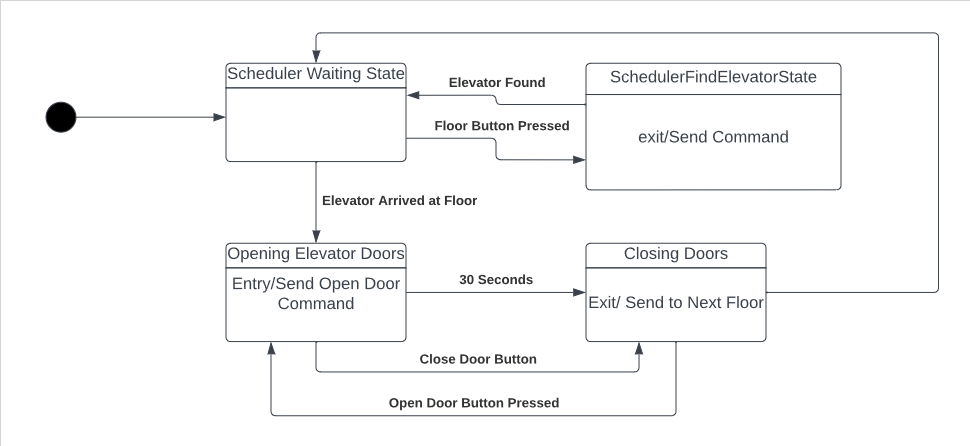 Scheduler Waiting State
Elevator Found
SchedulerFindElevatorState
Floor Button Pressed
exit/Send Command
Elevator Arrived at Floor
Opening Elevator Doors
Entry/Send Open Door
Command
30 Seconds
Closing Doors
Exit/ Send to Next Floor
Close Door Button
Open Door Button Pressed